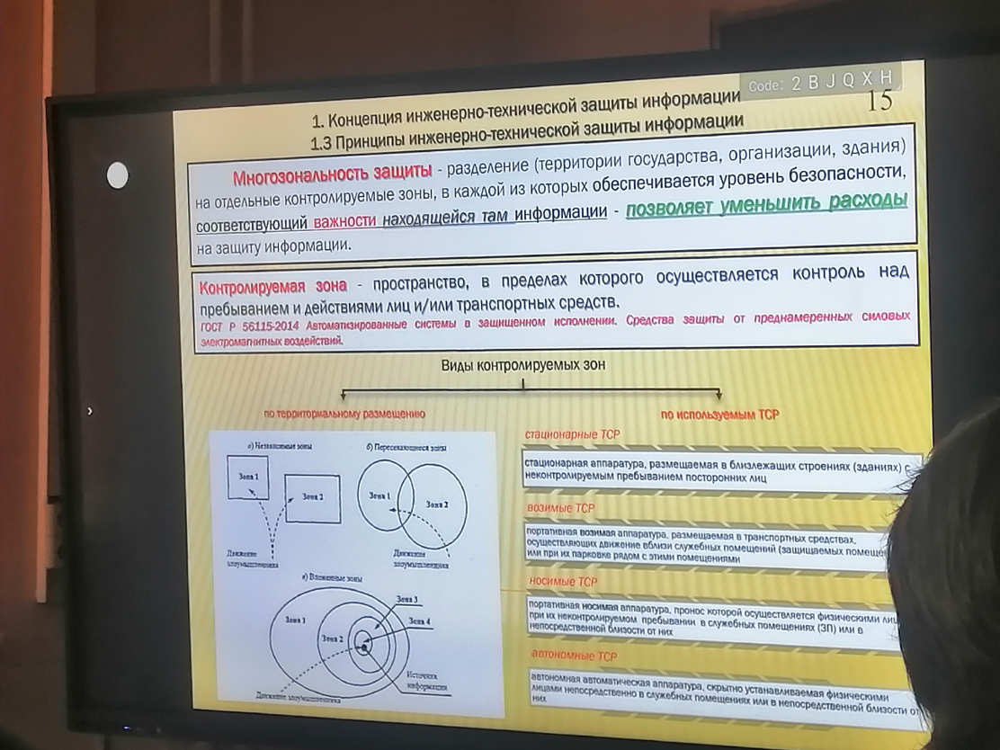 Code: 2 B J Q X H
15
1. Концепция инженерно-технической защиты информации
1.3 Принципы инженерно-технической защиты информации
Многозональность защиты - разделение (территории государства, организации, здания)
на отдельные контролируемые зоны, в каждой из которых обеспечивается уровень безопасности,
соответствующий важности находящейся там информации - позволяет уменьшить расходы
на защиту информации.
Контролируемая зона - пространство, в пределах которого осуществляется контроль над
пребыванием и действиями лиц и/или транспортных средств.
ГОСТ Р 56115-2014 Автоматизированные системы в защищенном исполнении. Средства защиты от преднамеренных силовых
электромагнитных воздействий.
Виды контролируемых зон
по территориальному размещению
а) Независимые зоны
Зона 1
Зона 2
Движение
злоумышленника
б) Пересекающиеся зоны
Зона 1
Зона 2
Движение
злоумышленника
в) Вложенные зоны
Зона 1
Зона 2
Зона 3
Зона 4
Источник
информации
Движение злоумышленника
по используемым ТСР
стационарные ТСР
стационарная аппаратура, размещаемая в близлежащих строениях (зданиях) с
неконтролируемым пребыванием посторонних лиц
возимые ТСР
портативная возимая аппаратура, размещаемая в транспортных средствах,
осуществляющих движение вблизи служебных помещений (защищаемых
или при их парковке рядом с этими помещениями
носимые ТСР
портативная носимая аппаратура, пронос которой осуществляется физическими
при их неконтролируемом пребывании в служебных помещениях (ЗП) или в
непосредственной близости от них
автономные ТСР
автономная автоматическая аппаратура, скрытно устанавливаемая физическими
лицами непосредственно в служебных помещениях или в непосредственной близости от
них